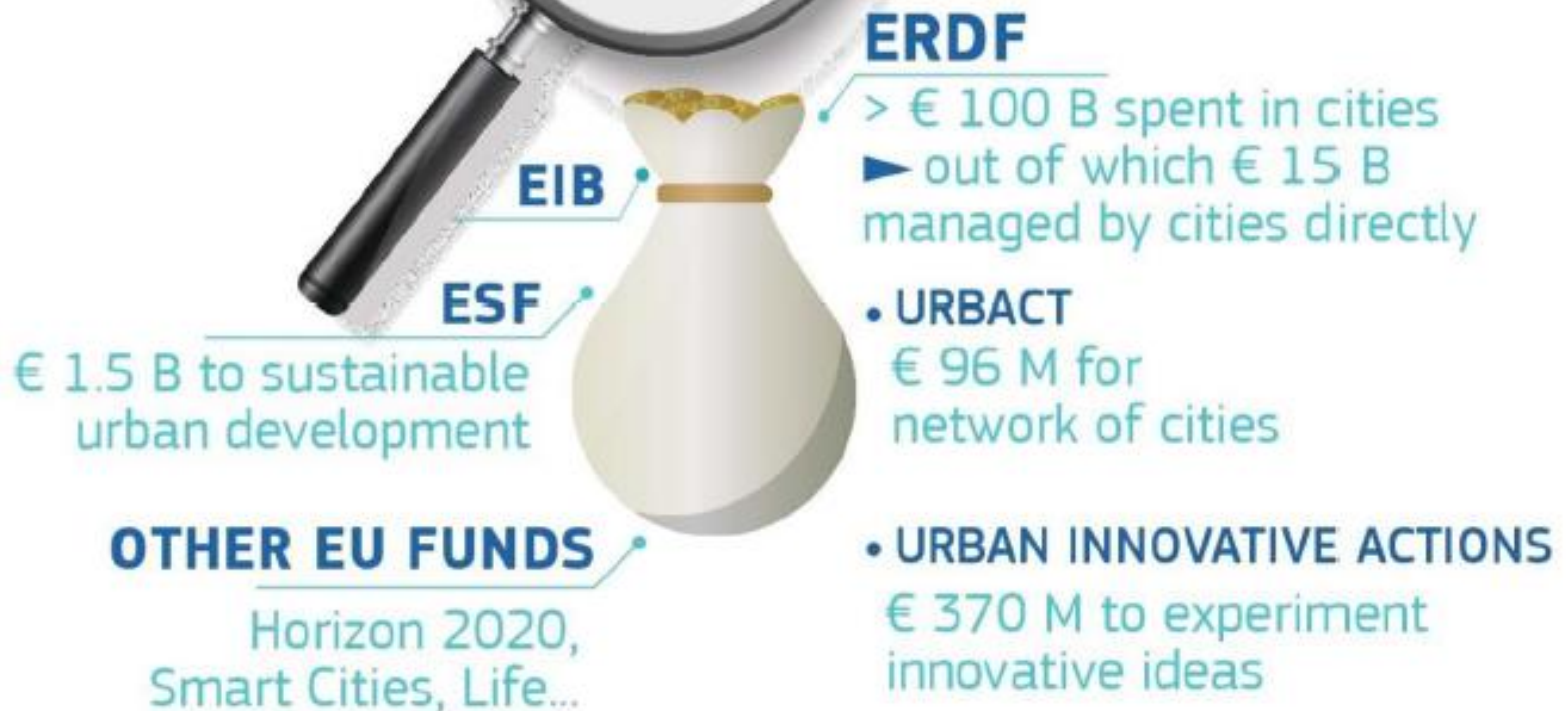 ERDF
> € 100 B spent in cities
► out of which € 15 B
managed by cities directly
EIB
ESF
€ 1.5 B to sustainable
urban development
• URBACT
€ 96 M for
network of cities
OTHER EU FUNDS
Horizon 2020,
Smart Cities, Life...
• URBAN INNOVATIVE ACTIONS
€ 370 M to experiment
innovative ideas